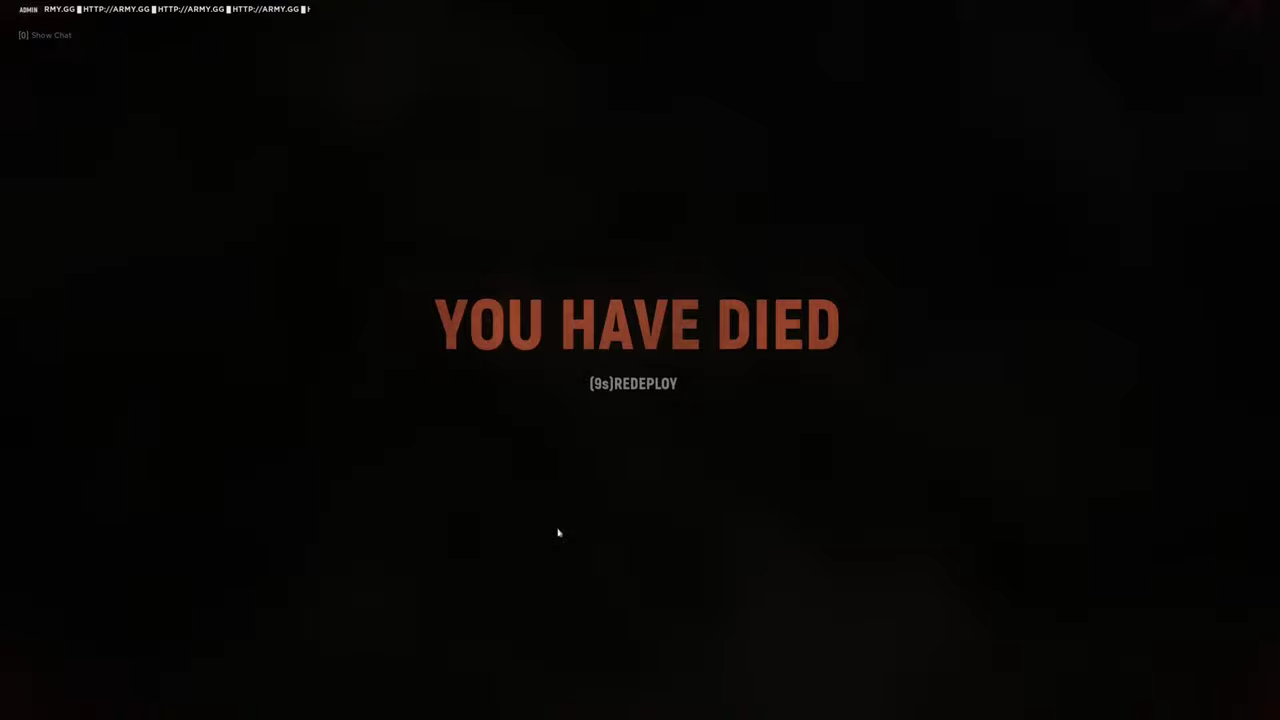 ADMIN RMY.GG █ HTTP://ARMY.GG █ HTTP://ARMY.GG █ HTTP://ARMY.GG █ H
[0] Show Chat
YOU HAVE DIED
(9s)REDEPLOY